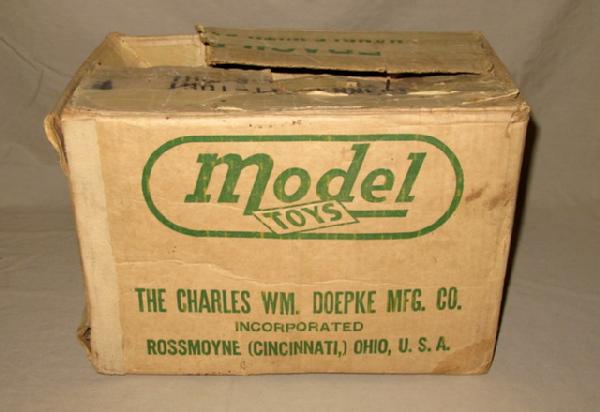 Model
TOYS
THE CHARLES WM. DOEPKE MFG. CO.
INCORPORATED
ROSSMOYNE (CINCINNATI,) OHIO, U. S. A.